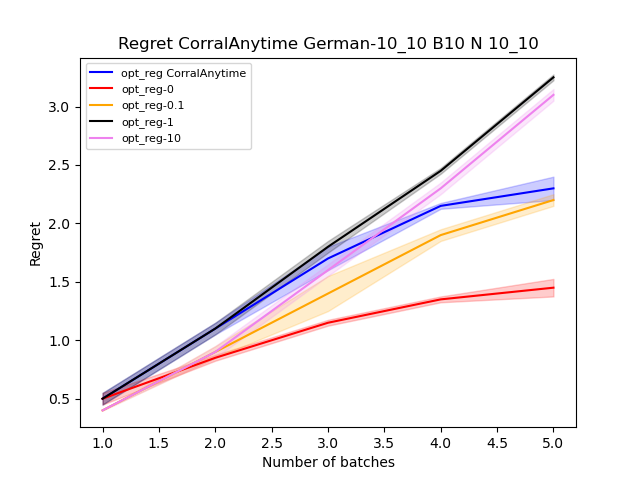 Regret CorralAnytime German-10_10 B10 N 10_10
opt_reg CorralAnytime
opt_reg-0
opt_reg-0.1
opt_reg-1
opt_reg-10
Regret
3.0
2.5
2.0
1.5
1.0
0.5
1.0 1.5 2.0 2.5 3.0 3.5 4.0 4.5 5.0
Number of batches